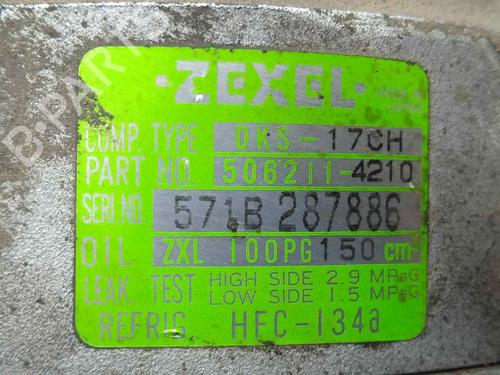 ·ZEXEL·
COMP. TYPE DKS-17CH
PART NO. 506211-4210
SERI.NO. 571B 287886
OIL ZXL 100PG 150 cm³
LEAK TEST HIGH SIDE 2.9 MPaG
LOW SIDE 1.5 MPaG
REFRIG HFC-134a
B-PARTS